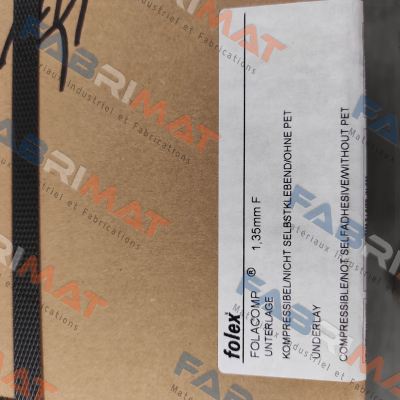 folex
FOLACOMP ® 1,35mm F
UNTERLAGE
KOMPRESSIBEL/NICHT SELBSTKLEBEND/OHNE PET
UNDERLAY
COMPRESSIBLE/NOT SELFADHESIVE/WITHOUT PET
FABRIMAT
Matériaux Industriel et Fabrications